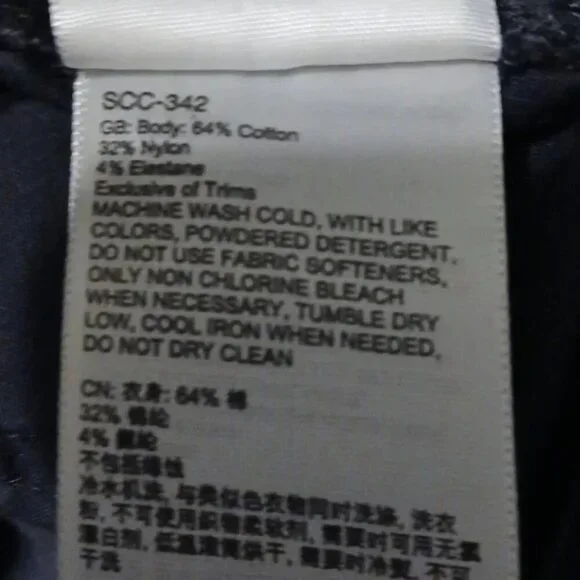 SCC-342
GB: Body: 64% Cotton
32% Nylon
4% Elastane
Exclusive of Trims
MACHINE WASH COLD, WITH LIKE
COLORS, POWDERED DETERGENT.
DO NOT USE FABRIC SOFTENERS,
ONLY NON CHLORINE BLEACH
WHEN NECESSARY, TUMBLE DRY
LOW, COOL IRON WHEN NEEDED,
DO NOT DRY CLEAN
CN: 衣身: 64% 棉
32% 锦纶
4% 氨纶
不包括缘饰
冷水机洗, 与类似色衣物同时洗涤, 洗衣
粉, 不可使用织物柔软剂, 需要时可用无氯
漂白剂, 低温滚筒烘干, 需要时冷熨, 不可
干洗